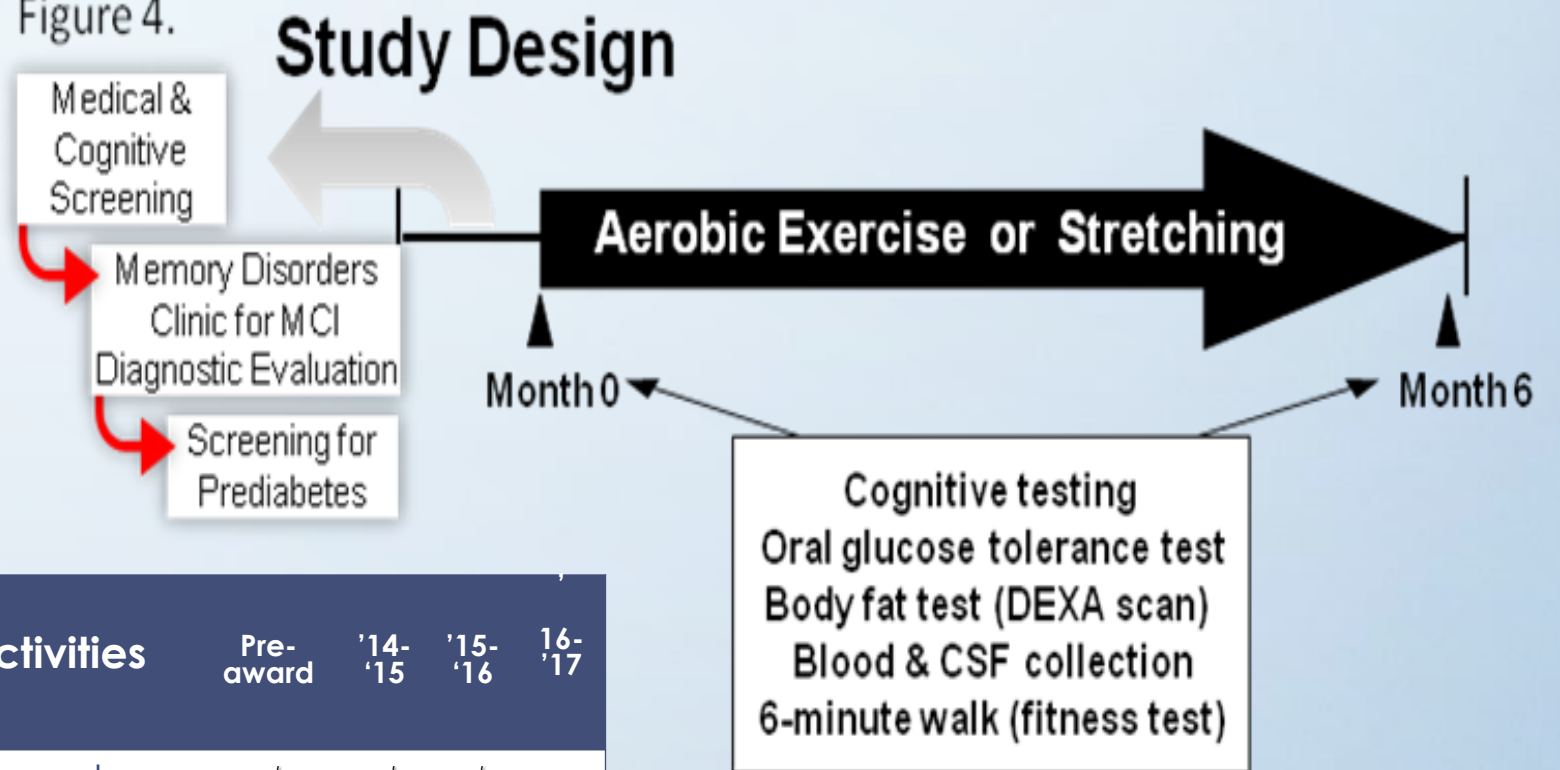 Figure 4.
Study Design
Medical &
Cognitive
Screening
Memory Disorders
Clinic for MCI
Diagnostic Evaluation
Screening for
Prediabetes
Aerobic Exercise or Stretching
Month 0
Month 6
Cognitive testing
Oral glucose tolerance test
Body fat test (DEXA scan)
Blood & CSF collection
6-minute walk (fitness test)
ctivities
Pre-
award
’14-
‘15
’15-
‘16
’
16-
’17